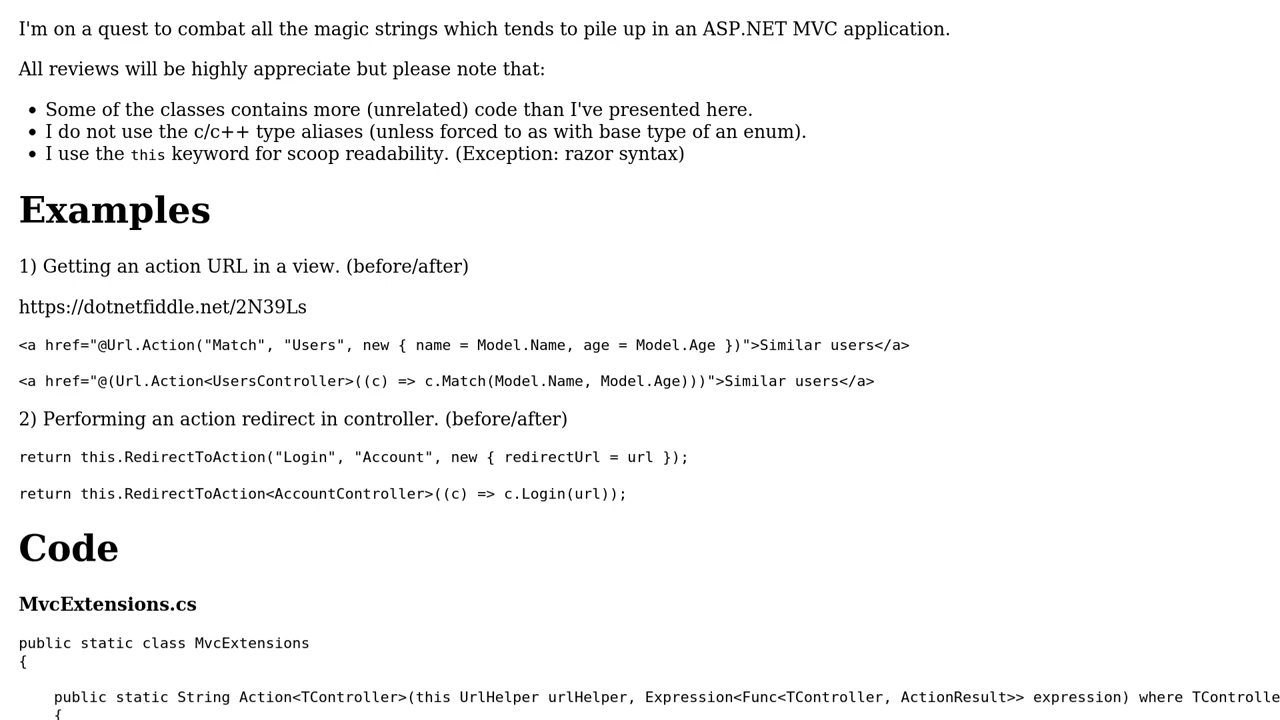 I'm on a quest to combat all the magic strings which tends to pile up in an ASP.NET MVC application.
All reviews will be highly appreciate but please note that:
• Some of the classes contains more (unrelated) code than I've presented here.
• I do not use the c/c++ type aliases (unless forced to as with base type of an enum).
• I use the this keyword for scoop readability. (Exception: razor syntax)
Examples
1) Getting an action URL in a view. (before/after)
https://dotnetfiddle.net/2N39Ls
<a href="@Url.Action("Match", "Users", new { name = Model.Name, age = Model.Age })">Similar users</a>
<a href="@(Url.Action<UsersController>((c) => c.Match(Model.Name, Model.Age)))">Similar users</a>
2) Performing an action redirect in controller. (before/after)
return this.RedirectToAction("Login", "Account", new { redirectUrl = url });
return this.RedirectToAction<AccountController>((c) => c.Login(url));
Code
MvcExtensions.cs
public static class MvcExtensions
{
public static String Action<TController>(this UrlHelper urlHelper, Expression<Func<TController, ActionResult>> expression) where TControlle
{